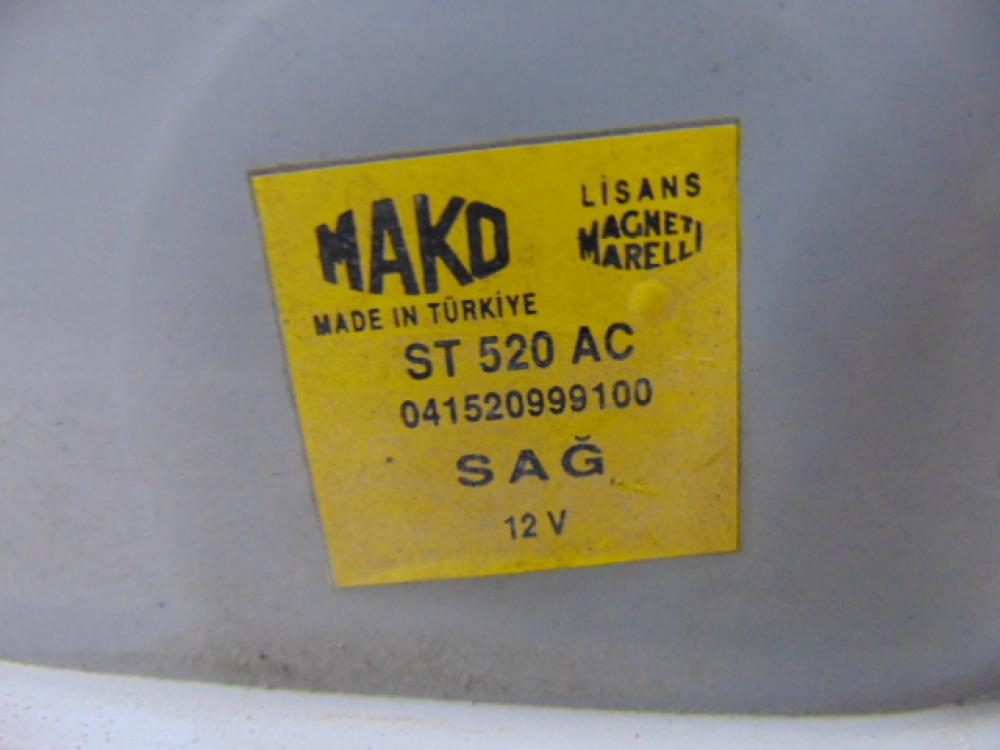 MAKO
LİSANS
MAGNETI
MARELLI
MADE IN TÜRKİYE
ST 520 AC
041520999100
SAĞ
12 V